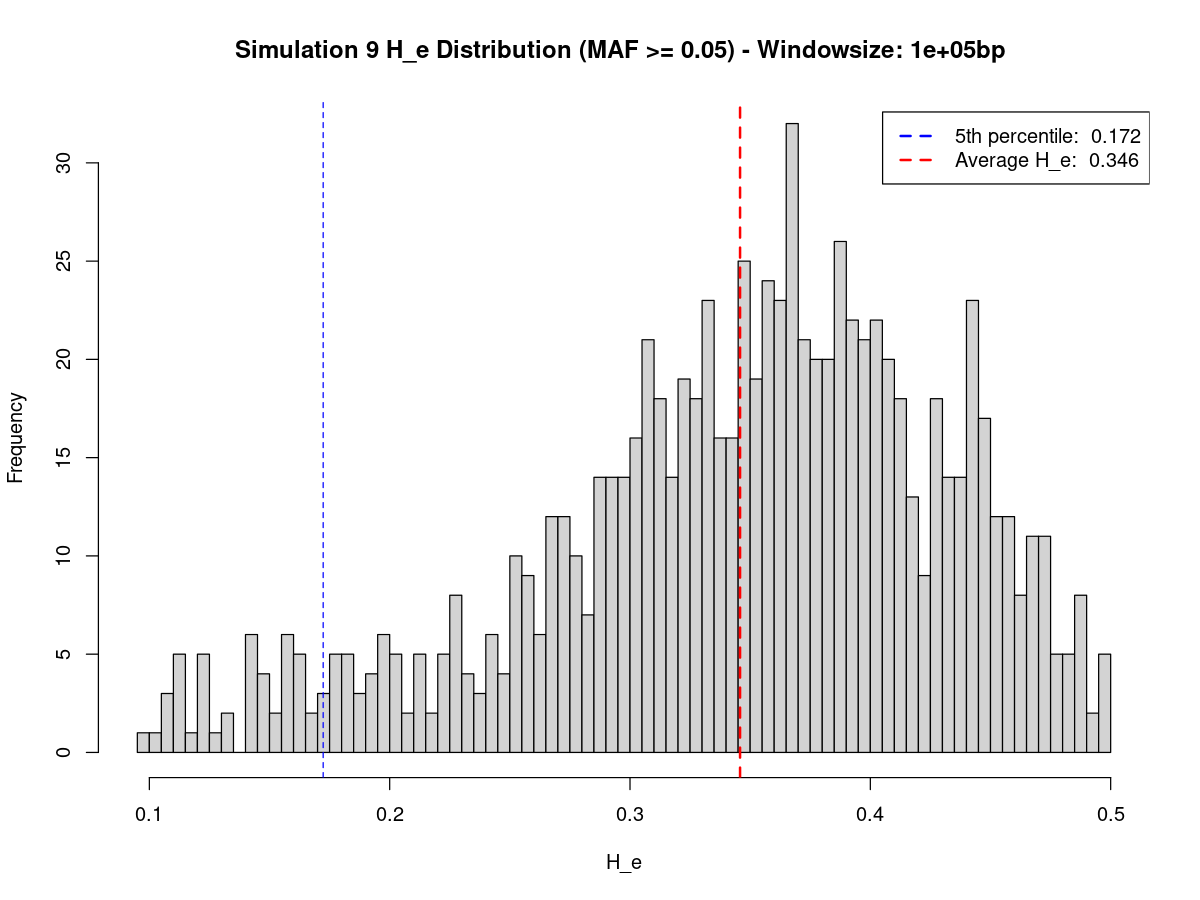 Simulation 9 H_e Distribution (MAF >= 0.05) - Windowsize: 1e+05bp
5th percentile: 0.172
Average H_e: 0.346
Frequency
30
25
20
15
10
5
0
0.1 0.2 0.3 0.4 0.5
H_e